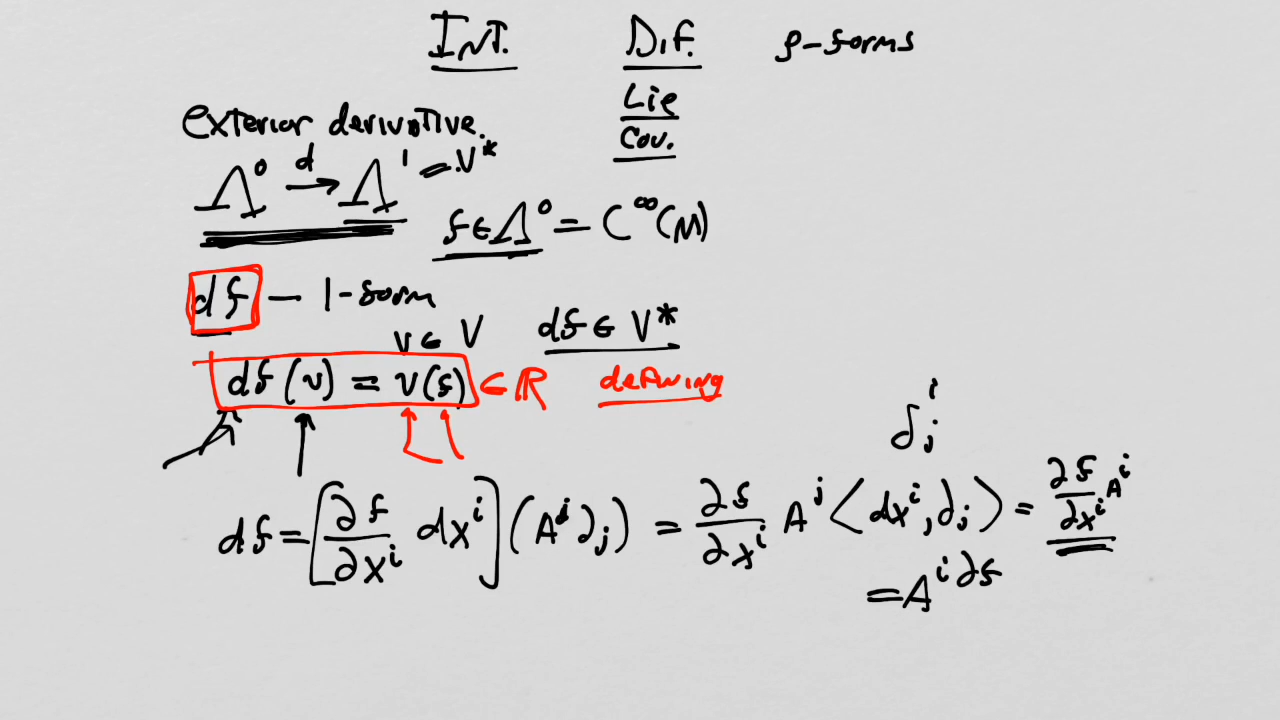 INT. Dif. p-forms
Lie
Cov.
exterior derivative.
Λ⁰ →ᵈ Λ¹ = V*
f ∈ Λ⁰ = C^∞(M)
df — 1-form
v ∈ V df ∈ V*
df(v) = v(f) ∈ ℝ defining
δ^i_j
df = [∂f/∂x^i dx^i](A^j ∂_j) = ∂f/∂x^i A^j ⟨dx^i, ∂_j⟩ = ∂f/∂x^i A^i
= A^i ∂f